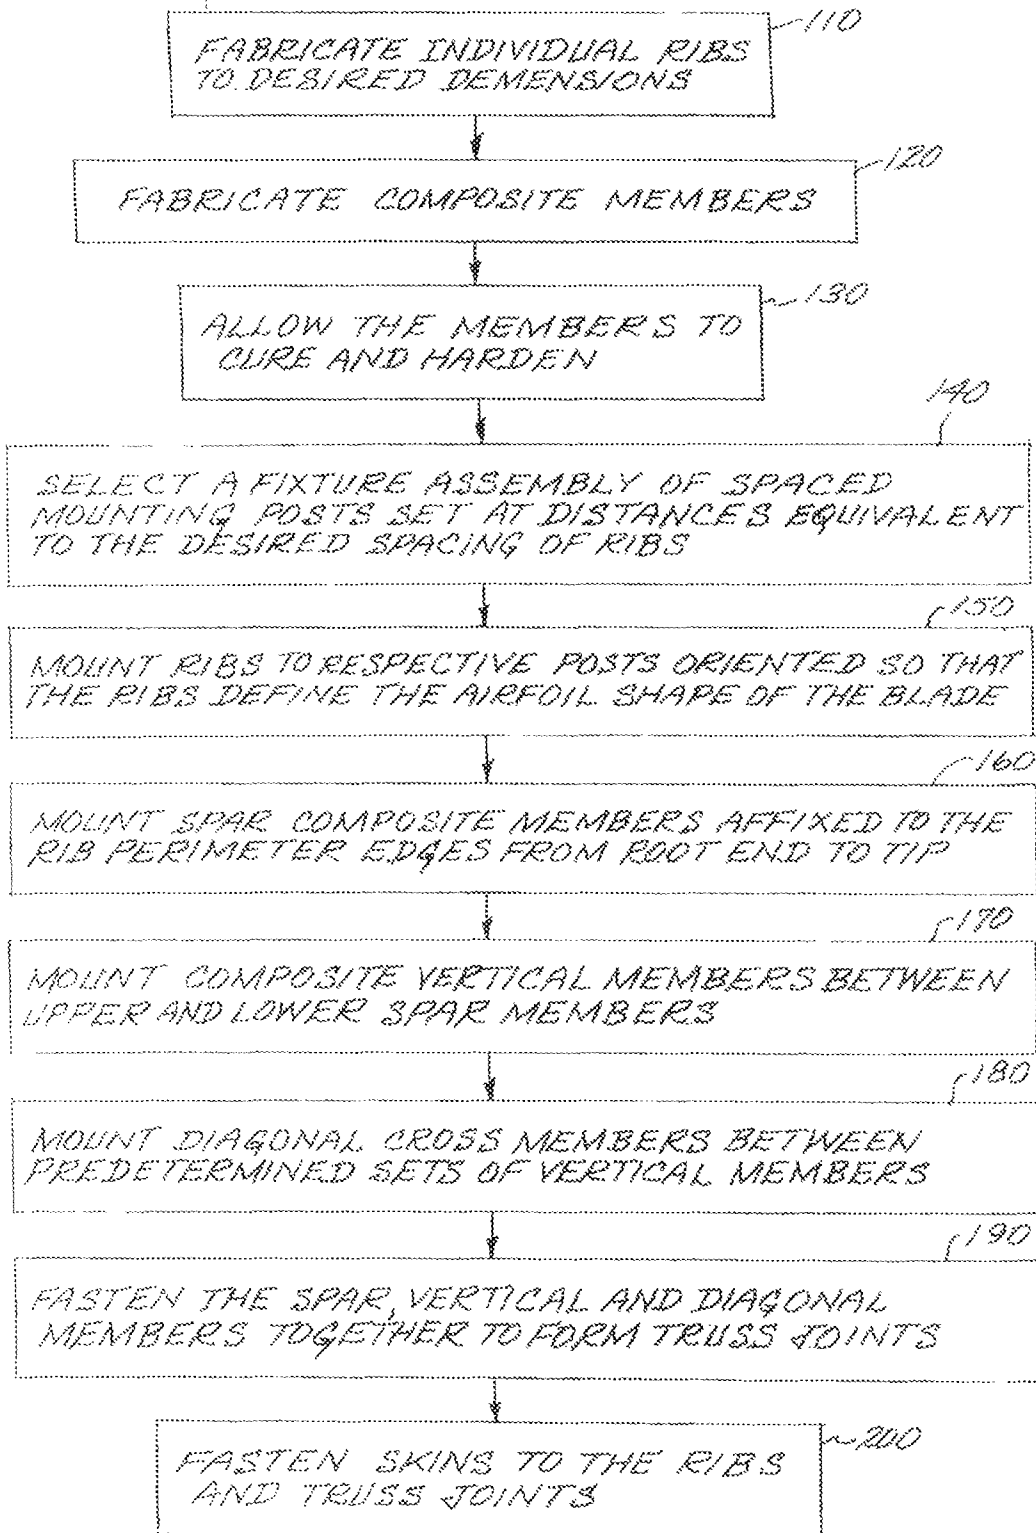 110
FABRICATE INDIVIDUAL RIBS
TO DESIRED DEMENSIONS
120
FABRICATE COMPOSITE MEMBERS
130
ALLOW THE MEMBERS TO
CURE AND HARDEN
140
SELECT A FIXTURE ASSEMBLY OF SPACED
MOUNTING POSTS SET AT DISTANCES EQUIVALENT
TO THE DESIRED SPACING OF RIBS
150
MOUNT RIBS TO RESPECTIVE POSTS ORIENTED SO THAT
THE RIBS DEFINE THE AIRFOIL SHAPE OF THE BLADE
160
MOUNT SPAR COMPOSITE MEMBERS AFFIXED TO THE
RIB PERIMETER EDGES FROM ROOT END TO TIP
170
MOUNT COMPOSITE VERTICAL MEMBERS BETWEEN
UPPER AND LOWER SPAR MEMBERS
180
MOUNT DIAGONAL CROSS MEMBERS BETWEEN
PREDETERMINED SETS OF VERTICAL MEMBERS
190
FASTEN THE SPAR, VERTICAL AND DIAGONAL
MEMBERS TOGETHER TO FORM TRUSS JOINTS
200
FASTEN SKINS TO THE RIBS
AND TRUSS JOINTS